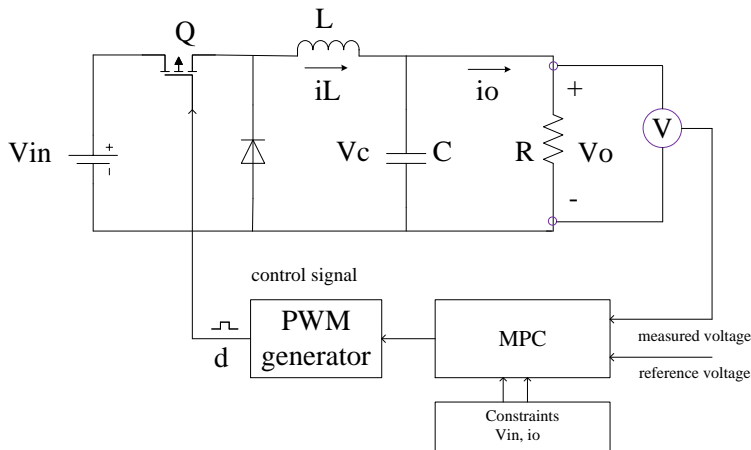 L
Q
iL
io
+
Vin
+
-
Vc
C
R
Vo
V
-
control signal
PWM
generator
d
MPC
measured voltage
reference voltage
Constraints
Vin, io